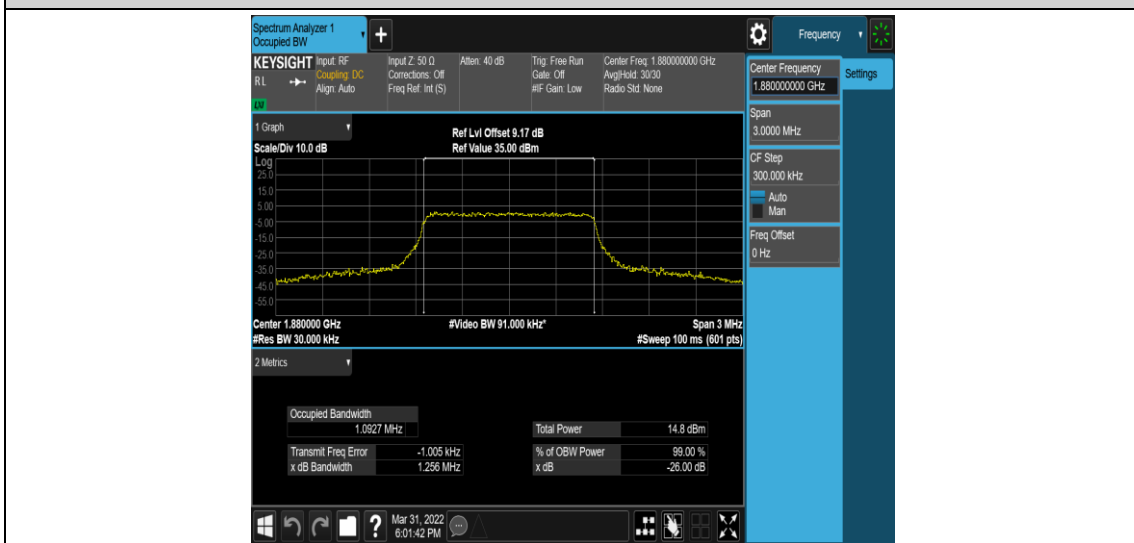 Spectrum Analyzer 1
Occupied BW
+
Frequency
KEYSIGHT
RL
LXI
Input: RF
Coupling: DC
Align: Auto
Input Z: 50 Ω
Corrections: Off
Freq Ref: Int (S)
Atten: 40 dB
Trig: Free Run
Gate: Off
#IF Gain: Low
Center Freq: 1.880000000 GHz
Avg|Hold: 30/30
Radio Std: None
Center Frequency
1.880000000 GHz
Settings
Span
3.0000 MHz
CF Step
300.000 kHz
Auto
Man
Freq Offset
0 Hz
1 Graph
Ref Lvl Offset 9.17 dB
Scale/Div 10.0 dB
Ref Value 35.00 dBm
Log
25.0
15.0
5.00
-5.00
-15.0
-25.0
-35.0
-45.0
-55.0
Center 1.880000 GHz
#Video BW 91.000 kHz*
Span 3 MHz
#Res BW 30.000 kHz
#Sweep 100 ms (601 pts)
2 Metrics
Occupied Bandwidth
1.0927 MHz
Total Power
14.8 dBm
Transmit Freq Error
-1.005 kHz
% of OBW Power
99.00 %
x dB Bandwidth
1.256 MHz
x dB
-26.00 dB
?
Mar 31, 2022
6:01:42 PM